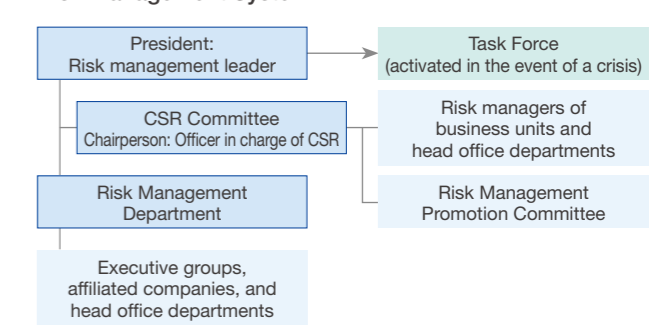 President:
Risk management leader
Task Force
(activated in the event of a crisis)
CSR Committee
Chairperson: Officer in charge of CSR
Risk managers of
business units and
head office departments
Risk Management
Department
Risk Management
Promotion Committee
Executive groups,
affiliated companies, and
head office departments